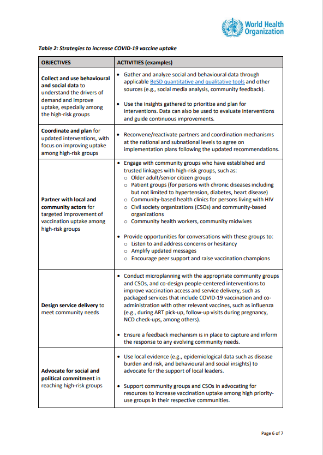 World Health
Organization
Table 2: Strategies to increase COVID-19 vaccine uptake
OBJECTIVES
ACTIVITIES (examples)
Collect and use behavioural
and social data to
understand the drivers of
demand and improve
uptake, especially among
the high-risk groups
• Gather and analyze social and behavioural data through
applicable BeSD quantitative and qualitative tools and other
sources (e.g., social media analysis, community feedback).
• Use the insights gathered to prioritize and plan for
interventions. Data can also be used to evaluate interventions
and guide continuous improvements.
Coordinate and plan for
updated interventions, with
focus on improving uptake
among high-risk groups
• Reconvene/reactivate partners and coordination mechanisms
at the national and subnational levels to agree on
implementation plans following the updated recommendations.
Partner with local and
community actors for
targeted improvement of
vaccination uptake among
high-risk groups
• Engage with community groups who have established and
trusted linkages with high-risk groups, such as:
o Older adult/senior citizen groups
o Patient groups (for persons with chronic diseases including
but not limited to hypertension, diabetes, heart disease)
o Community-based health clinics for persons living with HIV
o Civil society organizations (CSOs) and community-based
organizations
o Community health workers, community midwives
• Provide opportunities for conversations with these groups to:
o Listen to and address concerns or hesitancy
o Amplify updated messages
o Encourage peer support and raise vaccination champions
Design service delivery to
meet community needs
• Conduct microplanning with the appropriate community groups
and CSOs, and co-design people-centered interventions to
improve vaccination access and service delivery, such as
packaged services that include COVID-19 vaccination and co-
administration with other relevant vaccines, such as influenza
(e.g., during ART pick-up, follow-up visits during pregnancy,
NCD check-ups, among others).
• Ensure a feedback mechanism is in place to capture and inform
the response to any evolving community needs.
Advocate for social and
political commitment in
reaching high-risk groups
• Use local evidence (e.g., epidemiological data such as disease
burden and risk, and behavioural and social insights) to
advocate for the support of local leaders.
• Support community groups and CSOs in advocating for
resources to increase vaccination uptake among high priority-
use groups in their respective communities.
Page 6 of 7